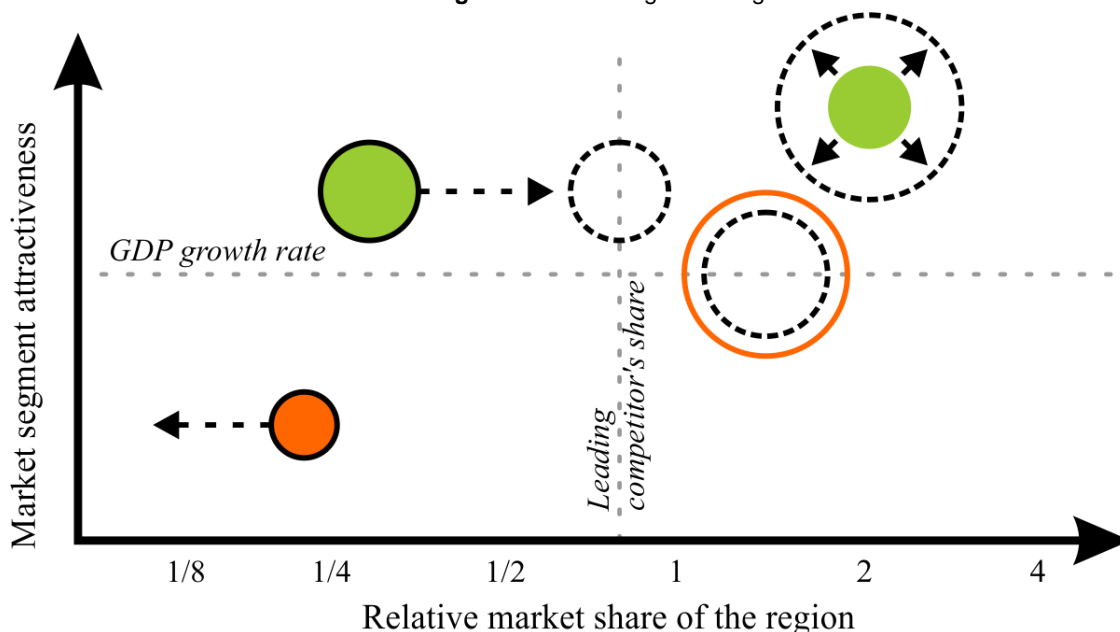 Market segment attractiveness
GDP growth rate
Leading
competitor's share
1/8 1/4 1/2 1 2 4
Relative market share of the region